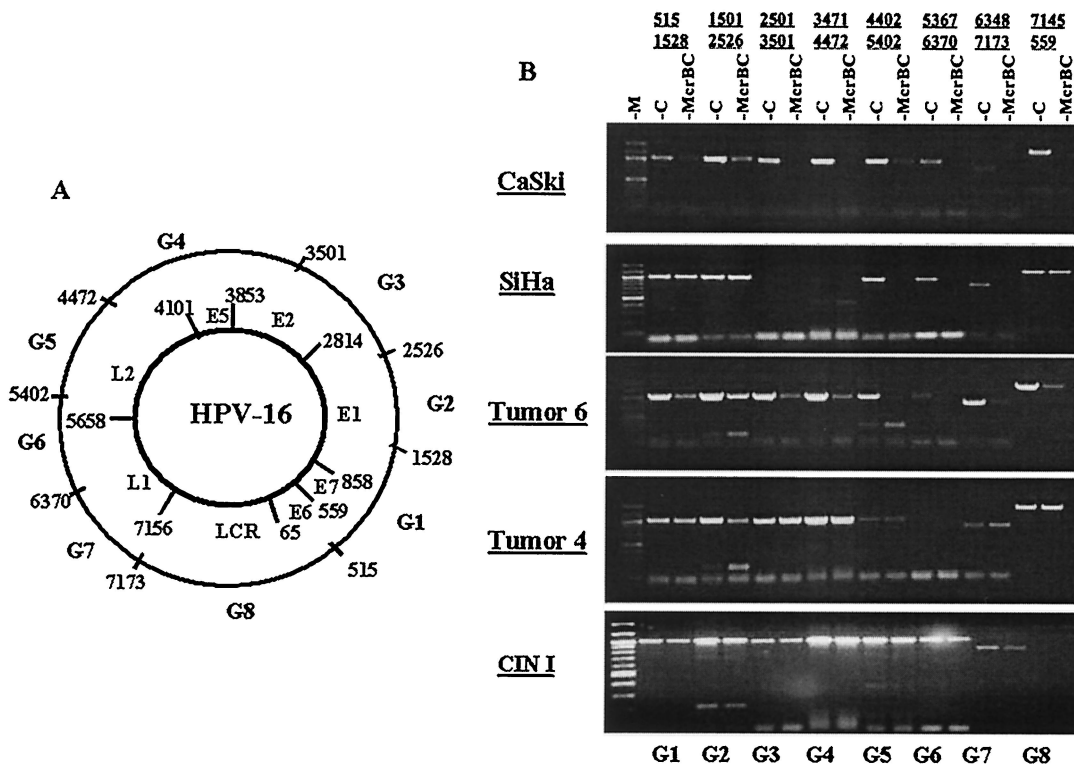 A
G4
3501
G3
4472
4101
3853
E5
E2
2814
2526
G5
L2
5402
HPV-16
E1
G2
5658
G6
1528
L1
E7
858
E6
559
G1
6370
7156
LCR
65
G7
7173
515
G8
B
515 1501 2501 3471 4402 5367 6348 7145
1528 2526 3501 4472 5402 6370 7173 559
-M -C -McrBC -C -McrBC -C -McrBC -C -McrBC -C -McrBC -C -McrBC -C -McrBC -C -McrBC
CaSki
SiHa
Tumor 6
Tumor 4
CIN I
G1 G2 G3 G4 G5 G6 G7 G8